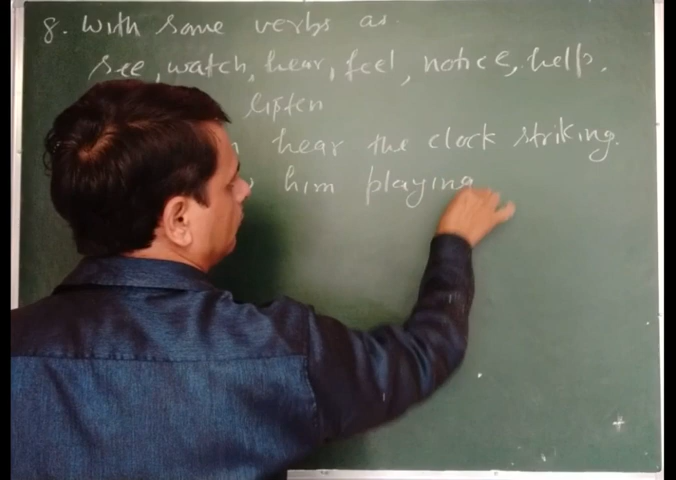 8. With some verbs as.
see, watch, hear, feel, notice, help,
listen
hear the clock striking.
him playing